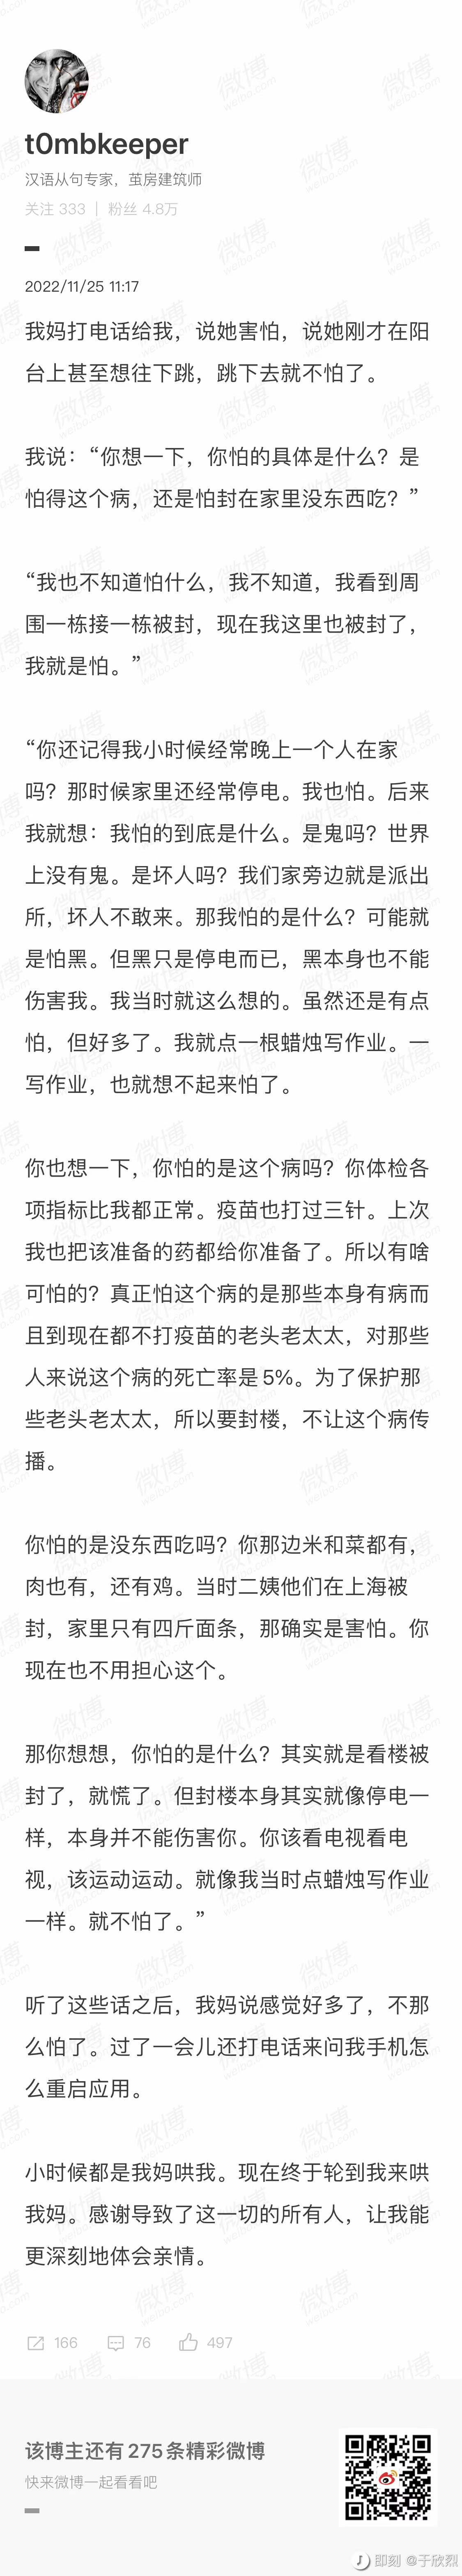 t0mbkeeper
汉语从句专家，茧房建筑师
关注 333 | 粉丝 4.8万
2022/11/25 11:17
我妈打电话给我，说她害怕，说她刚才在阳
台上甚至想往下跳，跳下去就不怕了。
我说：“你想一下，你怕的具体是什么？是
怕得这个病，还是怕封在家里没东西吃？”
“我也不知道怕什么，我不知道，我看到周
围一栋接一栋被封，现在我这里也被封了，
我就是怕。”
“你还记得我小时候经常晚上一个人在家
吗？那时候家里还经常停电。我也怕。后来
我就想：我怕的到底是什么。是鬼吗？世界
上没有鬼。是坏人吗？我们家旁边就是派出
所，坏人不敢来。那我怕的是什么？可能就
是怕黑。但黑只是停电而已，黑本身也不能
伤害我。我当时就这么想的。虽然还是有点
怕，但好多了。我就点一根蜡烛写作业。一
写作业，也就想不起来怕了。
你也想一下，你怕的是这个病吗？你体检各
项指标比我都正常。疫苗也打过三针。上次
我也把该准备的药都给你准备了。所以有啥
可怕的？真正怕这个病的是那些本身有病而
且到现在都不打疫苗的老头老太太，对那些
人来说这个病的死亡率是 5%。为了保护那
些老头老太太，所以要封楼，不让这个病传
播。
你怕的是没东西吃吗？你那边米和菜都有，
肉也有，还有鸡。当时二姨他们在上海被
封，家里只有四斤面条，那确实是害怕。你
现在也不用担心这个。
那你想想，你怕的是什么？其实就是看楼被
封了，就慌了。但封楼本身其实就像停电一
样，本身并不能伤害你。你该看电视看电
视，该运动运动。就像我当时点蜡烛写作业
一样。就不怕了。”
听了这些话之后，我妈说感觉好多了，不那
么怕了。过了一会儿还打电话来问我手机怎
么重启应用。
小时候都是我妈哄我。现在终于轮到我来哄
我妈。感谢导致了这一切的所有人，让我能
更深刻地体会亲情。
166 76 497
该博主还有 275 条精彩微博
快来微博一起看看吧
即刻 @于欣烈